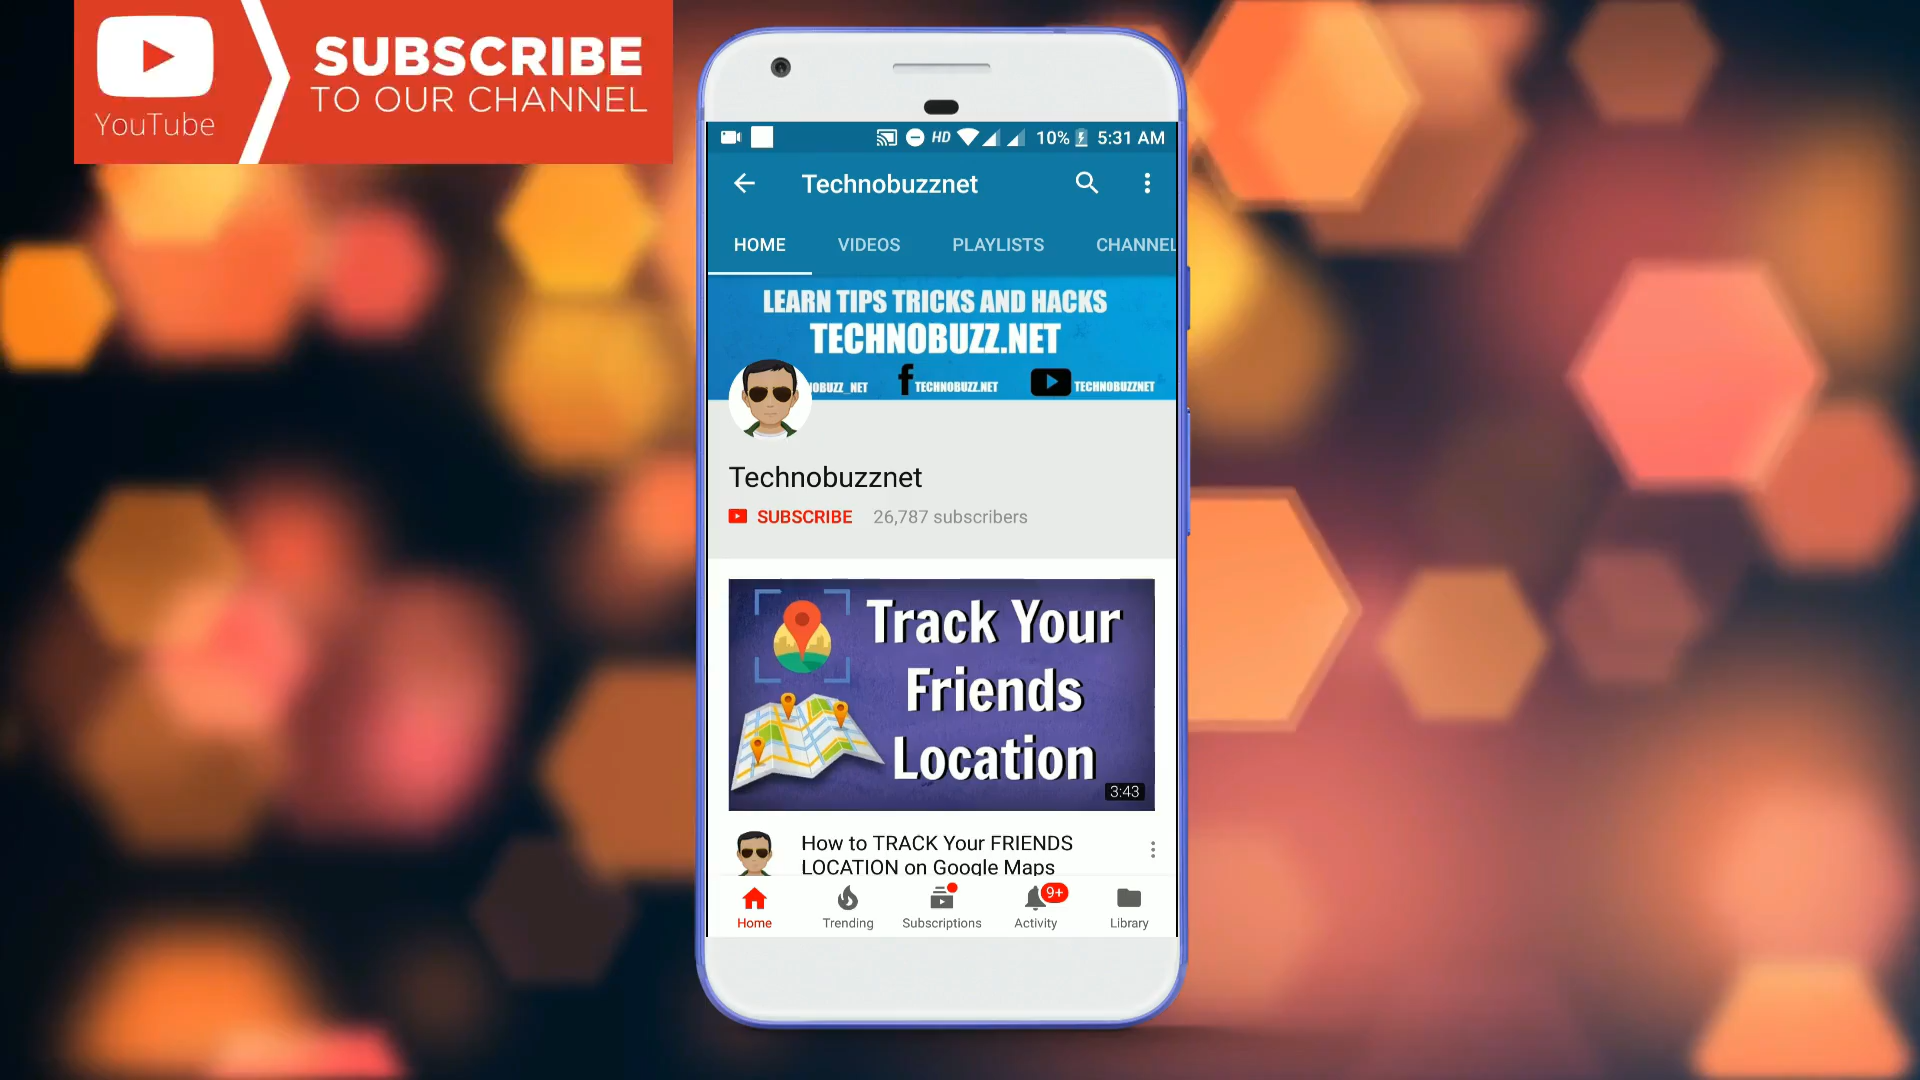 SUBSCRIBE
TO OUR CHANNEL
YouTube
HD 10% 5:31 AM
Technobuzznet
HOME VIDEOS PLAYLISTS CHANNEL
LEARN TIPS TRICKS AND HACKS
TECHNOBUZZ.NET
NOBUZZ_NET TECHNOBUZZ.NET TECHNOBUZZNET
Technobuzznet
SUBSCRIBE 26,787 subscribers
Track Your
Friends
Location
3:43
How to TRACK Your FRIENDS
LOCATION on Google Maps
9+
Home Trending Subscriptions Activity Library